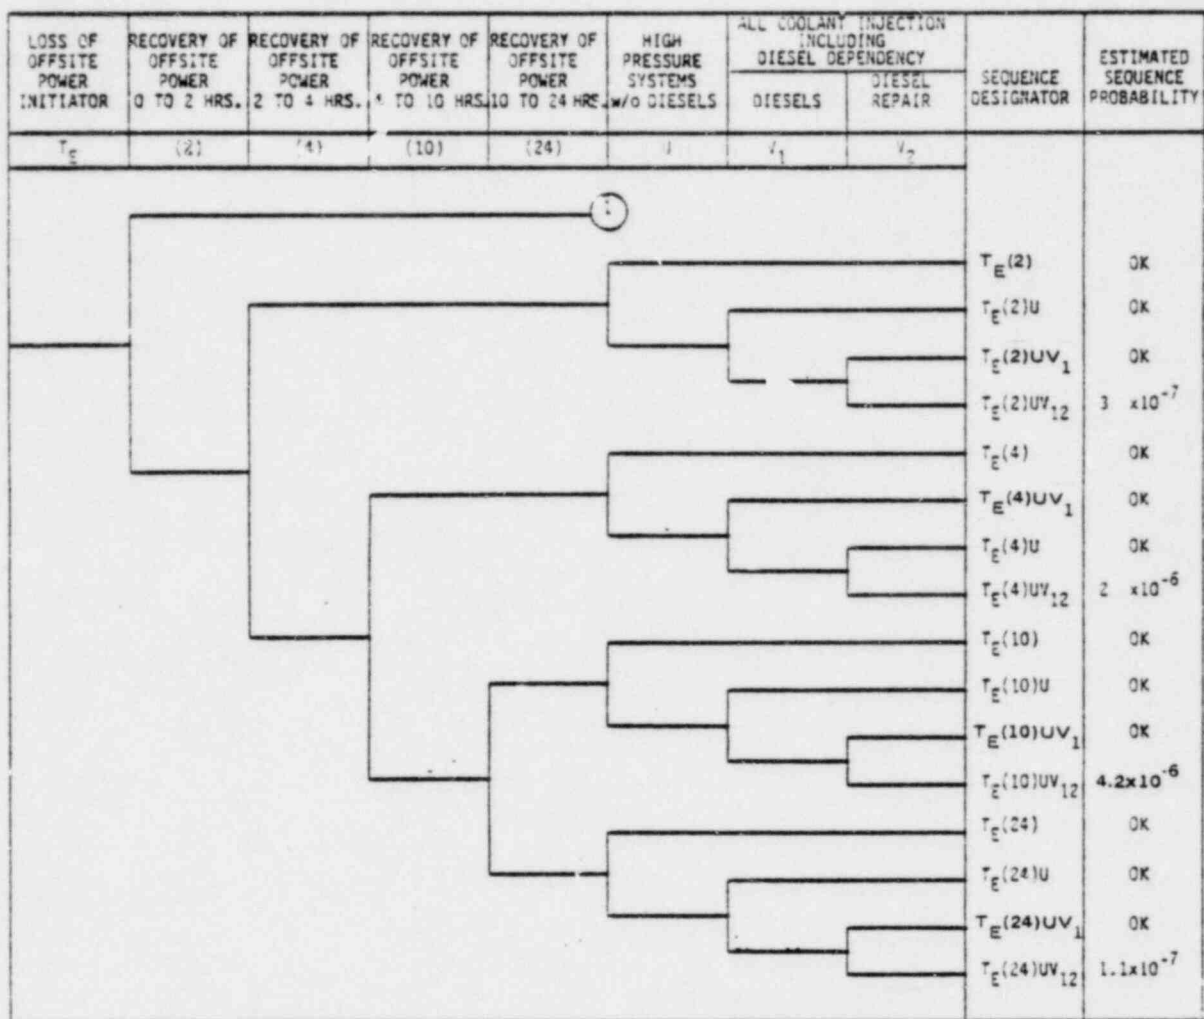 LOSS OF OFFSITE POWER INITIATOR
RECOVERY OF OFFSITE POWER 0 TO 2 HRS.
RECOVERY OF OFFSITE POWER 2 TO 4 HRS.
RECOVERY OF OFFSITE POWER TO 10 HRS.
RECOVERY OF OFFSITE POWER 10 TO 24 HRS.
HIGH PRESSURE SYSTEMS w/o DIESELS
ALL COOLANT INJECTION INCLUDING DIESEL DEPENDENCY
DIESELS
DIESEL REPAIR
SEQUENCE DESIGNATOR
ESTIMATED SEQUENCE PROBABILITY
T_E (2) (4) (10) (24) U V_1 V_2
T_E(2) OK
T_E(2)U OK
T_E(2)UV_1 OK
T_E(2)UV_12 3 x10^-7
T_E(4) OK
T_E(4)UV_1 OK
T_E(4)U OK
T_E(4)UV_12 2 x10^-6
T_E(10) OK
T_E(10)U OK
T_E(10)UV_1 OK
T_E(10)UV_12 4.2x10^-6
T_E(24) OK
T_E(24)U OK
T_E(24)UV_1 OK
T_E(24)UV_12 1.1x10^-7